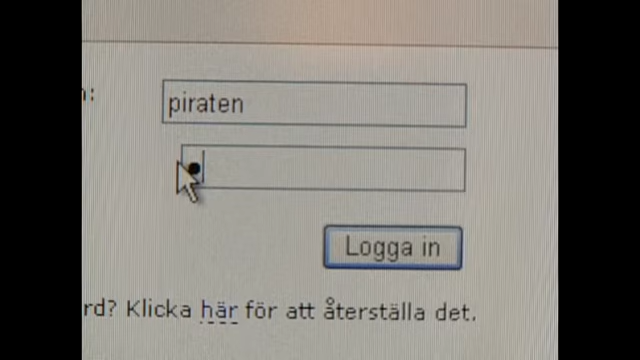 :
piraten
Logga in
rd? Klicka här för att återställa det.